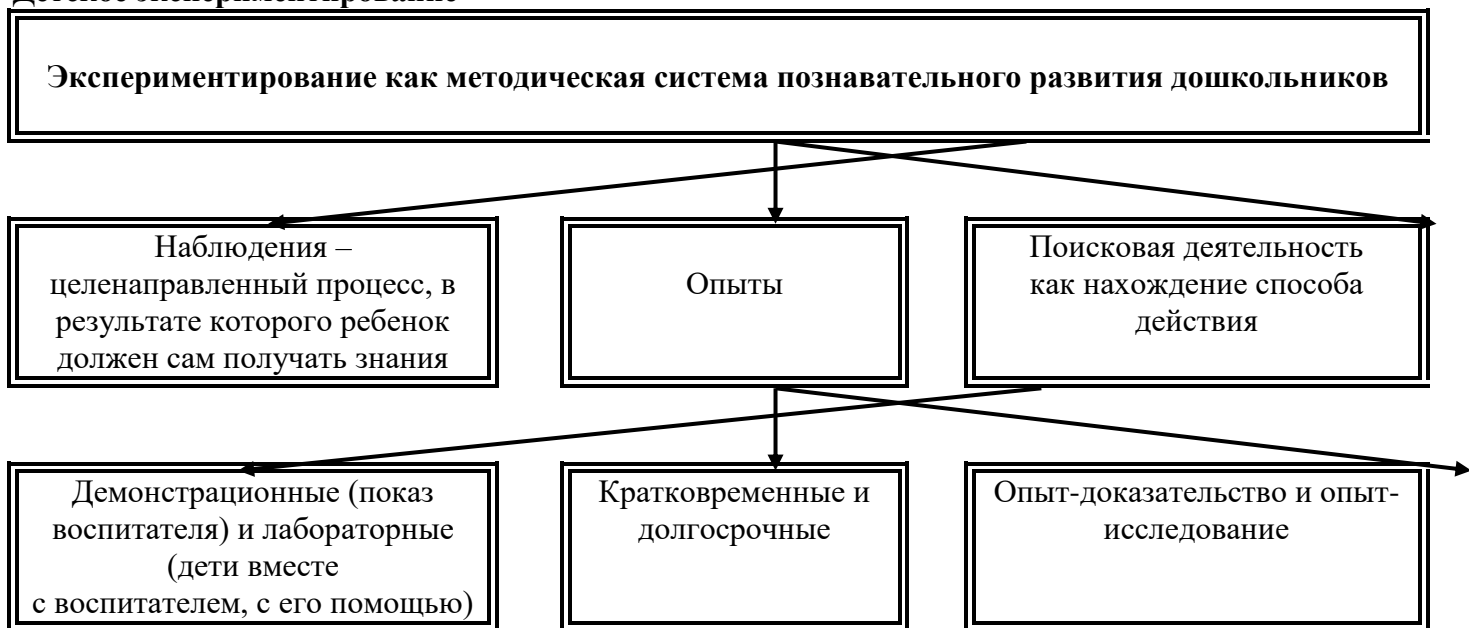 Детское экспериментирование
Экспериментирование как методическая система познавательного развития дошкольников
Наблюдения –
целенаправленный процесс, в
результате которого ребенок
должен сам получать знания
Опыты
Поисковая деятельность
как нахождение способа
действия
Демонстрационные (показ
воспитателя) и лабораторные
(дети вместе
с воспитателем, с его помощью)
Кратковременные и
долгосрочные
Опыт-доказательство и опыт-
исследование